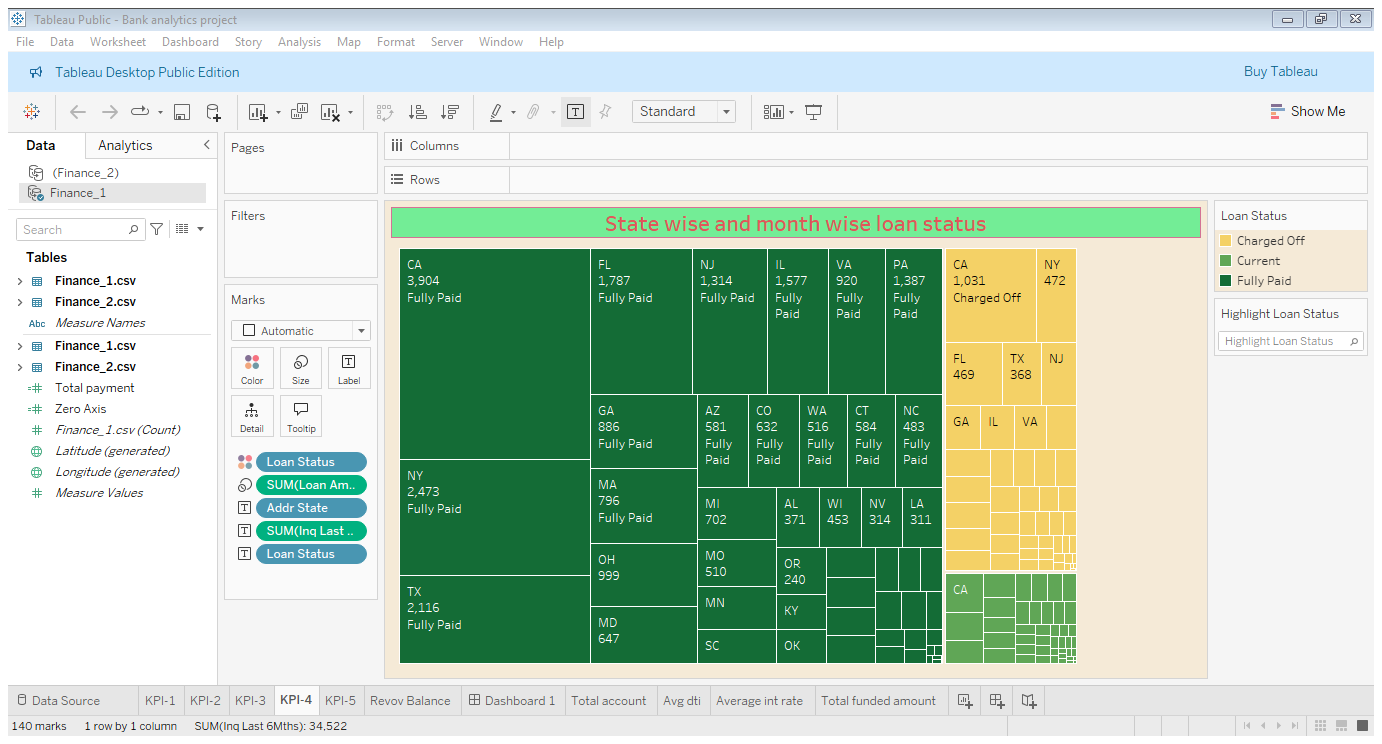 Tableau Public - Bank analytics project
File Data Worksheet Dashboard Story Analysis Map Format Server Window Help
Tableau Desktop Public Edition
Buy Tableau
Standard
Show Me
Data Analytics
(Finance_2)
Finance_1
Search
Tables
Finance_1.csv
Finance_2.csv
Abc Measure Names
Finance_1.csv
Finance_2.csv
Total payment
Zero Axis
Finance_1.csv (Count)
Latitude (generated)
Longitude (generated)
Measure Values
Pages
Filters
Marks
Automatic
Color Size Label
Detail Tooltip
Loan Status
SUM(Loan Am..
Addr State
SUM(Inq Last ..
Loan Status
Columns
Rows
State wise and month wise loan status
CA
3,904
Fully Paid
NY
2,473
Fully Paid
TX
2,116
Fully Paid
FL
1,787
Fully Paid
NJ
1,314
Fully Paid
IL
1,577
Fully
Paid
VA
920
Fully
Paid
PA
1,387
Fully
Paid
GA
886
Fully Paid
MA
796
Fully Paid
OH
999
MD
647
AZ
581
Fully
Paid
CO
632
Fully
Paid
WA
516
Fully
Paid
CT
584
Fully
Paid
NC
483
Fully
Paid
MI
702
MO
510
MN
SC
AL
371
WI
453
NV
314
LA
311
OR
240
KY
OK
CA
1,031
Charged Off
NY
472
FL
469
TX
368
NJ
GA
IL
VA
CA
Loan Status
Charged Off
Current
Fully Paid
Highlight Loan Status
Highlight Loan Status
Data Source KPI-1 KPI-2 KPI-3 KPI-4 KPI-5 Revov Balance Dashboard 1 Total account Avg dti Average int rate Total funded amount
140 marks 1 row by 1 column SUM(Inq Last 6Mths): 34,522